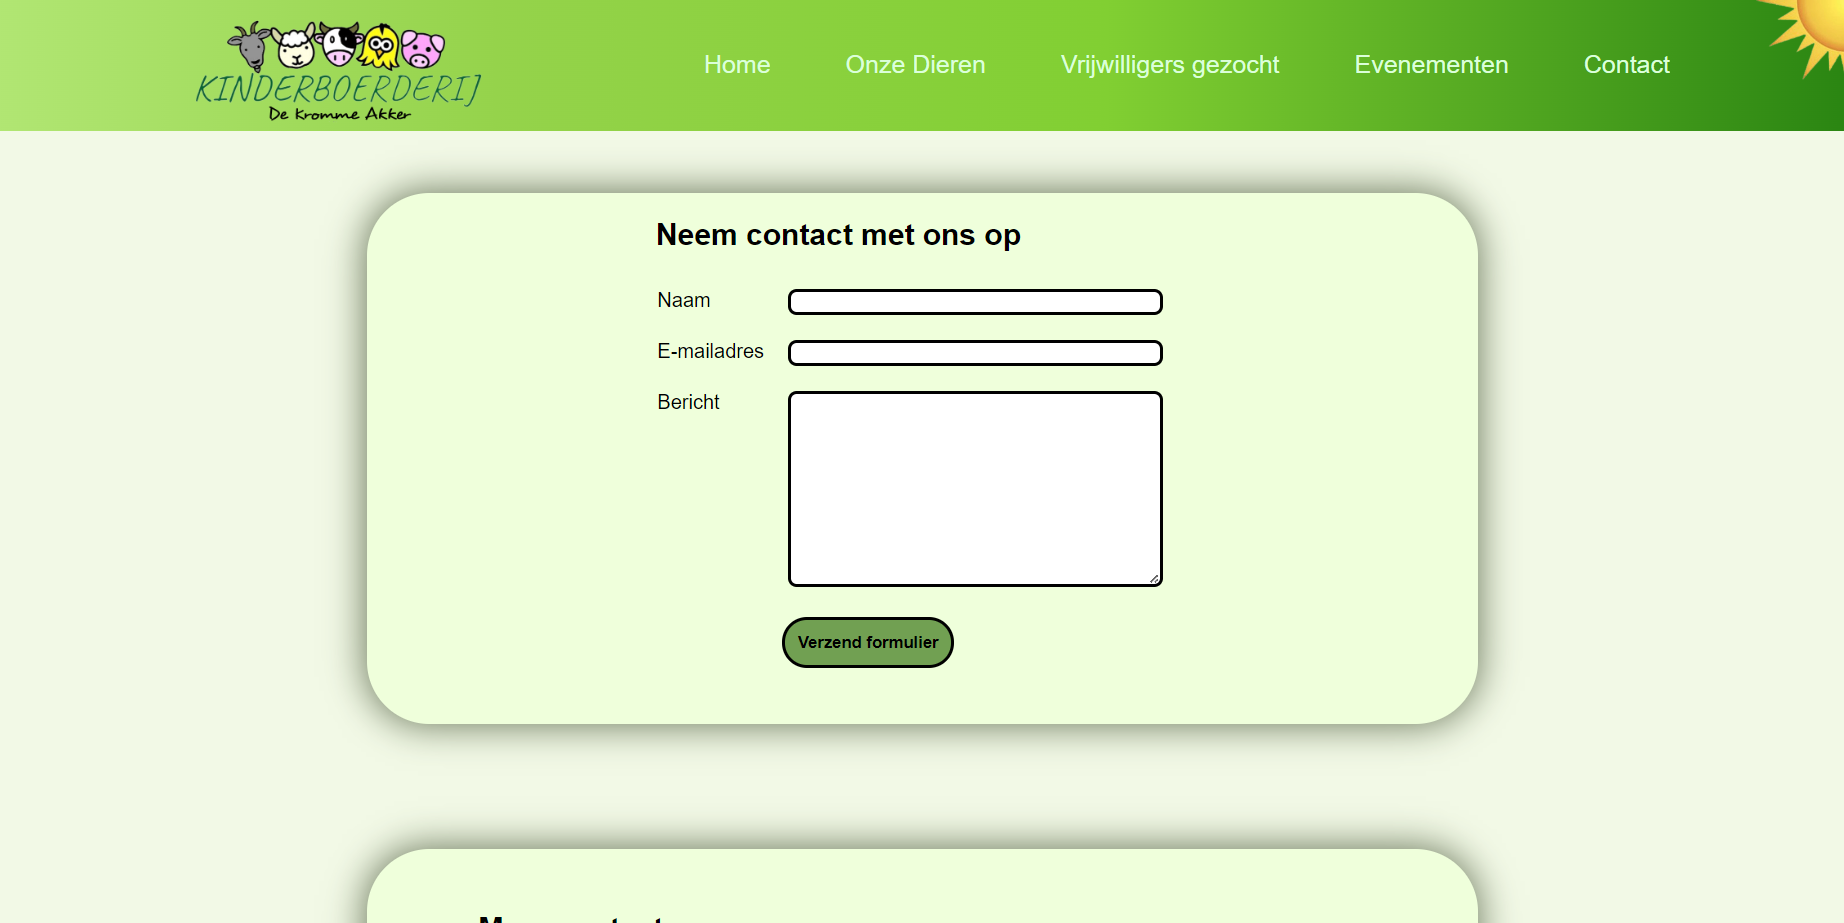 KINDERBOERDERIJ
De Kromme Akker
Home Onze Dieren Vrijwilligers gezocht Evenementen Contact
Neem contact met ons op
Naam
E-mailadres
Bericht
Verzend formulier